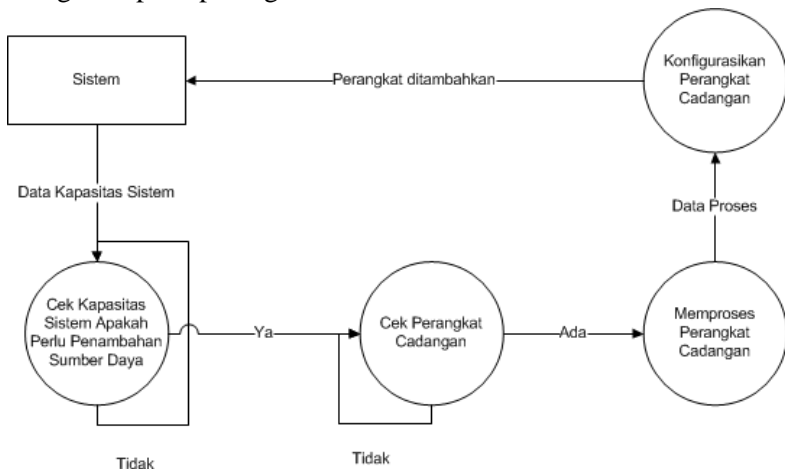 Sistem
Perangkat ditambahkan
Konfigurasikan
Perangkat
Cadangan
Data Kapasitas Sistem
Data Proses
Cek Kapasitas
Sistem Apakah
Perlu Penambahan
Sumber Daya
Ya
Cek Perangkat
Cadangan
Ada
Memproses
Perangkat
Cadangan
Tidak
Tidak